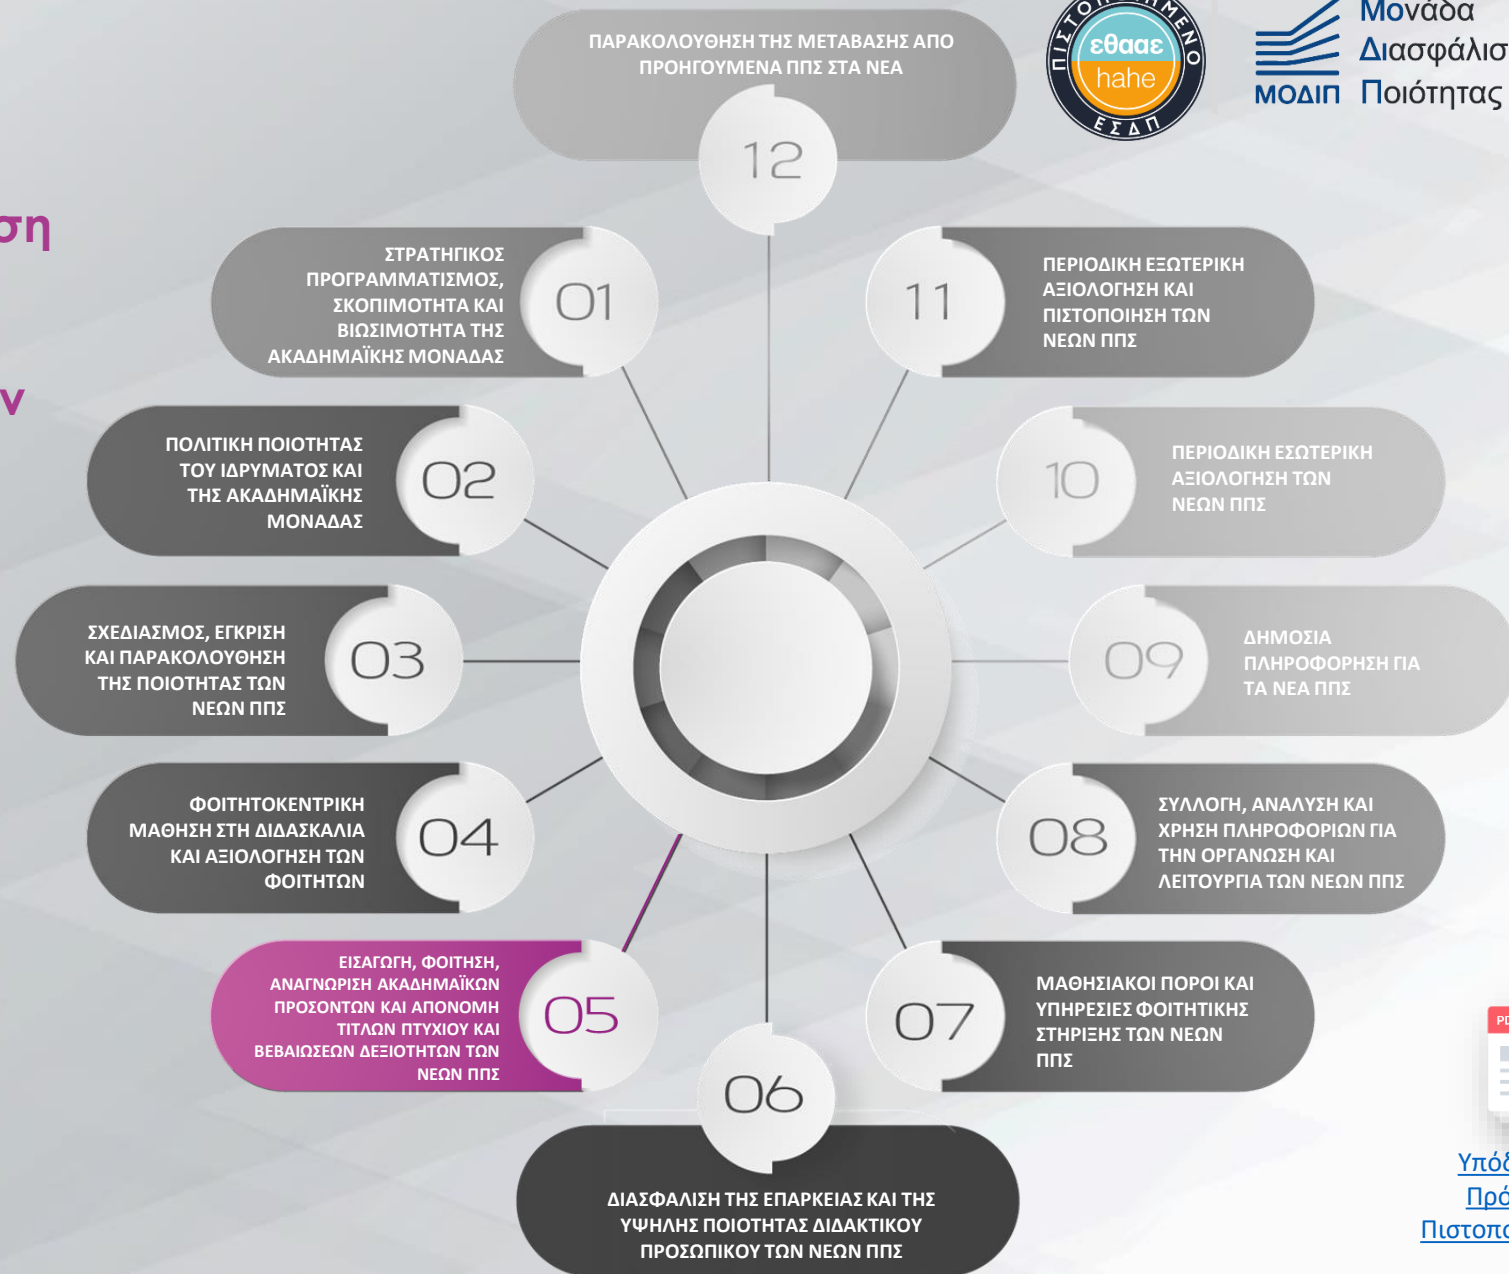 ΠΑΡΑΚΟΛΟΥΘΗΣΗ ΤΗΣ ΜΕΤΑΒΑΣΗΣ ΑΠΟ
ΠΡΟΗΓΟΥΜΕΝΑ ΠΠΣ ΣΤΑ ΝΕΑ
12
εθααε
hahe
ΕΣΔΠ
ΜΟΔΙΠ
Μονάδα
Ποιότητας
01
ΣΤΡΑΤΗΓΙΚΟΣ
ΠΡΟΓΡΑΜΜΑΤΙΣΜΟΣ,
ΣΚΟΠΙΜΟΤΗΤΑ ΚΑΙ
ΒΙΩΣΙΜΟΤΗΤΑ ΤΗΣ
ΑΚΑΔΗΜΑΪΚΗΣ ΜΟΝΑΔΑΣ
02
ΠΟΛΙΤΙΚΗ ΠΟΙΟΤΗΤΑΣ
ΤΟΥ ΙΔΡΥΜΑΤΟΣ ΚΑΙ
ΤΗΣ ΑΚΑΔΗΜΑΪΚΗΣ
ΜΟΝΑΔΑΣ
03
ΣΧΕΔΙΑΣΜΟΣ, ΕΓΚΡΙΣΗ
ΚΑΙ ΠΑΡΑΚΟΛΟΥΘΗΣΗ
ΤΗΣ ΠΟΙΟΤΗΤΑΣ ΤΩΝ
ΝΕΩΝ ΠΠΣ
04
ΦΟΙΤΗΤΟΚΕΝΤΡΙΚΗ
ΜΑΘΗΣΗ ΣΤΗ ΔΙΔΑΣΚΑΛΙΑ
ΚΑΙ ΑΞΙΟΛΟΓΗΣΗ ΤΩΝ
ΦΟΙΤΗΤΩΝ
05
ΕΙΣΑΓΩΓΗ, ΦΟΙΤΗΣΗ,
ΑΝΑΓΝΩΡΙΣΗ ΑΚΑΔΗΜΑΪΚΩΝ
ΠΡΟΣΟΝΤΩΝ ΚΑΙ ΑΠΟΝΟΜΗ
ΤΙΤΛΩΝ ΠΤΥΧΙΟΥ ΚΑΙ
ΒΕΒΑΙΩΣΕΩΝ ΔΕΞΙΟΤΗΤΩΝ ΤΩΝ
ΝΕΩΝ ΠΠΣ
06
ΔΙΑΣΦΑΛΙΣΗ ΤΗΣ ΕΠΑΡΚΕΙΑΣ ΚΑΙ ΤΗΣ
ΥΨΗΛΗΣ ΠΟΙΟΤΗΤΑΣ ΔΙΔΑΚΤΙΚΟΥ
ΠΡΟΣΩΠΙΚΟΥ ΤΩΝ ΝΕΩΝ ΠΠΣ
07
ΜΑΘΗΣΙΑΚΟΙ ΠΟΡΟΙ ΚΑΙ
ΥΠΗΡΕΣΙΕΣ ΦΟΙΤΗΤΙΚΗΣ
ΣΤΗΡΙΞΗΣ ΤΩΝ ΝΕΩΝ
ΠΠΣ
08
ΣΥΛΛΟΓΗ, ΑΝΑΛΥΣΗ ΚΑΙ
ΧΡΗΣΗ ΠΛΗΡΟΦΟΡΙΩΝ ΓΙΑ
ΤΗΝ ΟΡΓΑΝΩΣΗ ΚΑΙ
ΛΕΙΤΟΥΡΓΙΑ ΤΩΝ ΝΕΩΝ ΠΠΣ
09
ΔΗΜΟΣΙΑ
ΠΛΗΡΟΦΟΡΗΣΗ ΓΙΑ
ΤΑ ΝΕΑ ΠΠΣ
10
ΠΕΡΙΟΔΙΚΗ ΕΣΩΤΕΡΙΚΗ
ΑΞΙΟΛΟΓΗΣΗ ΤΩΝ
ΝΕΩΝ ΠΠΣ
11
ΠΕΡΙΟΔΙΚΗ ΕΞΩΤΕΡΙΚΗ
ΑΞΙΟΛΟΓΗΣΗ ΚΑΙ
ΠΙΣΤΟΠΟΙΗΣΗ ΤΩΝ
ΝΕΩΝ ΠΠΣ